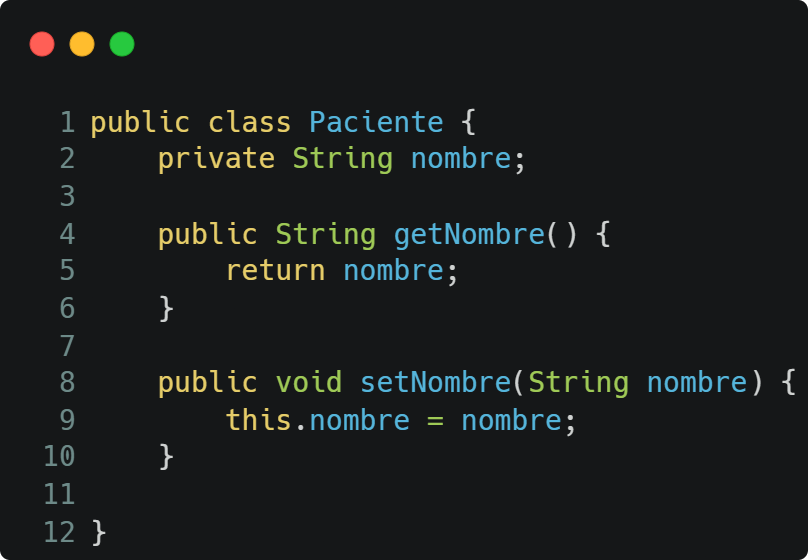 1 public class Paciente {
2     private String nombre;
3
4     public String getNombre() {
5         return nombre;
6     }
7
8     public void setNombre(String nombre) {
9         this.nombre = nombre;
10     }
11
12 }